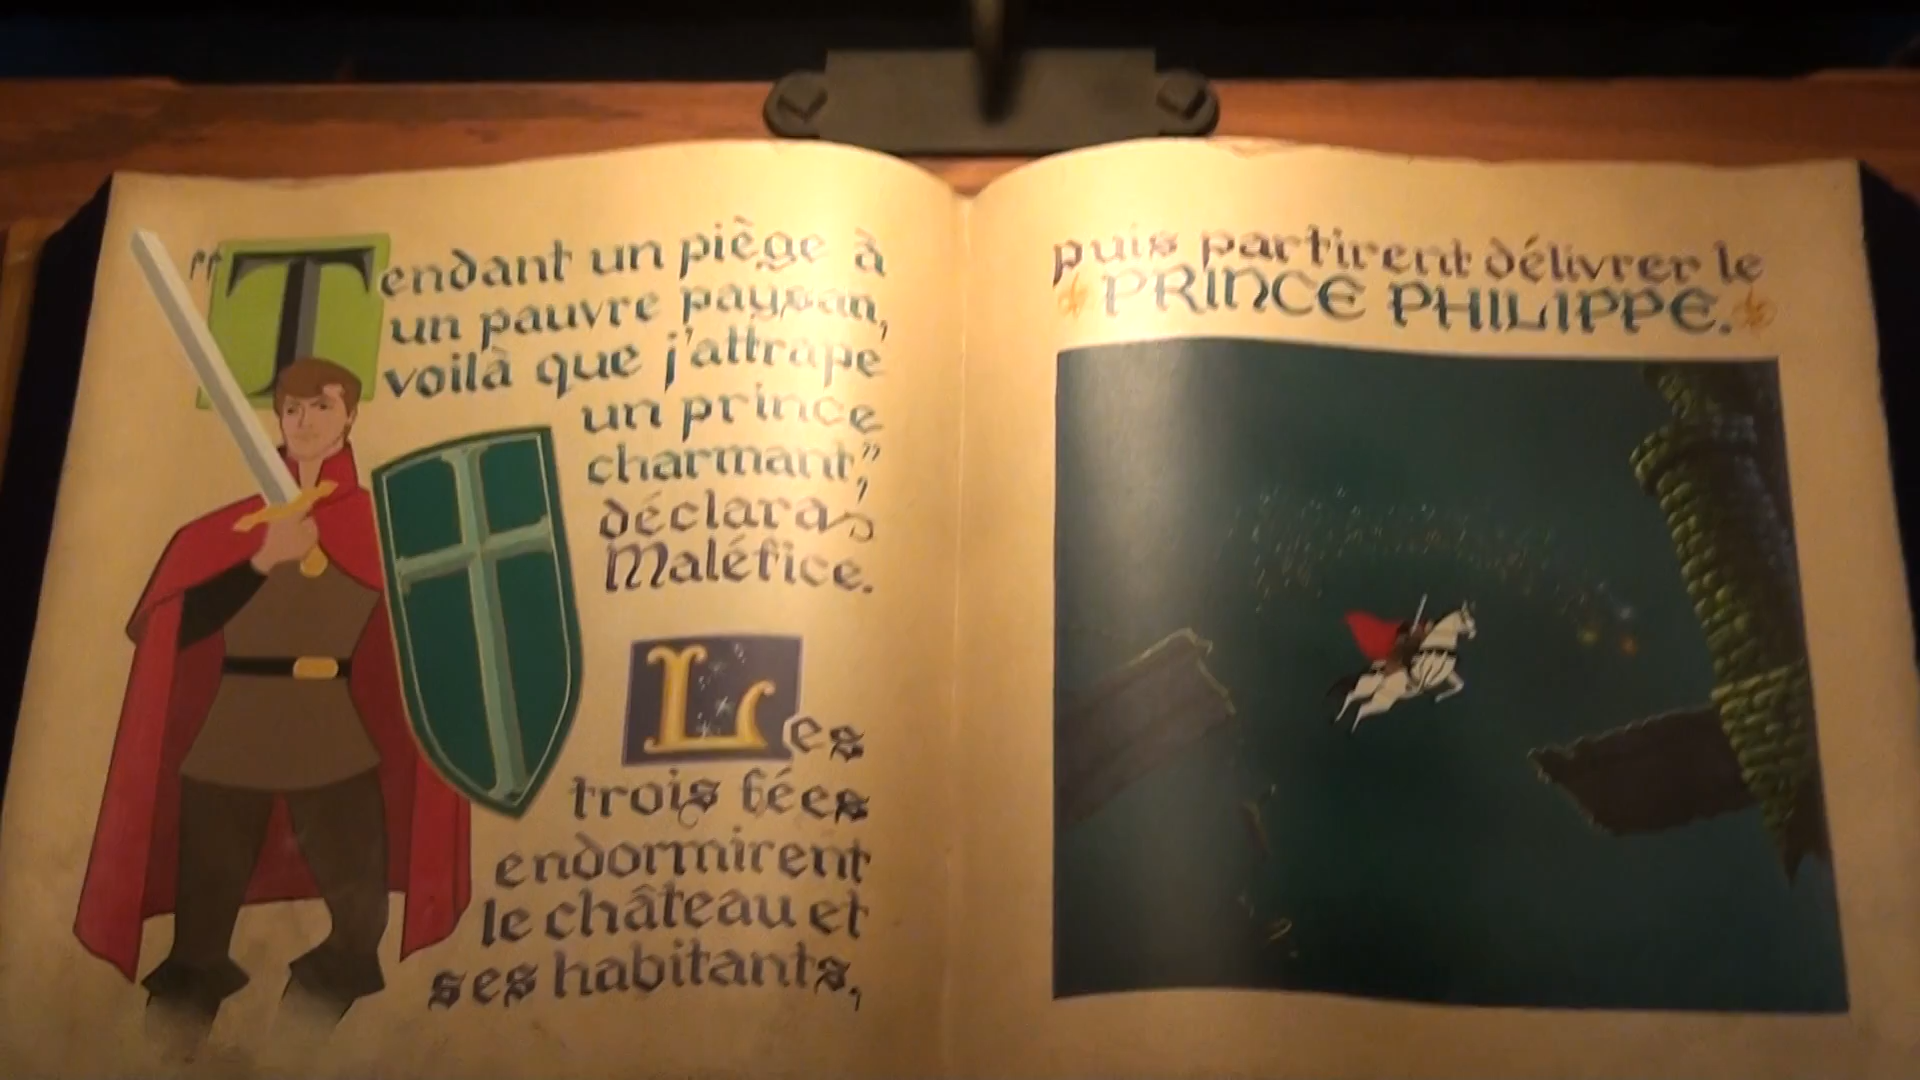 "Tendant un piège à
un pauvre paysan,
voilà que j'attrape
un prince
charmant",
déclara
Maléfice.
Les
trois fées
endormirent
le château et
ses habitants,
puis partirent délivrer le
PRINCE PHILIPPE.